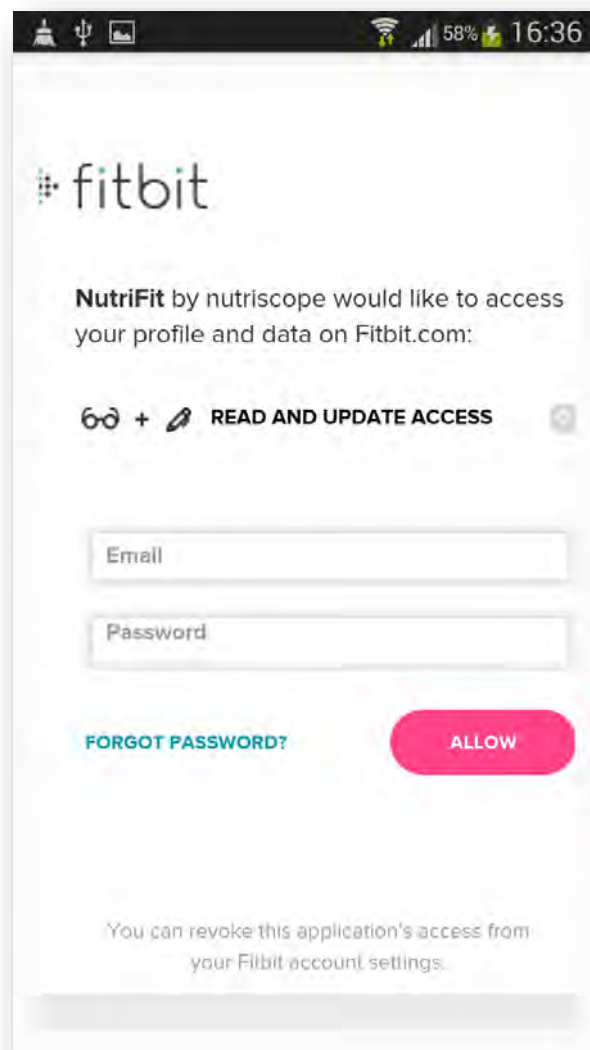 58% 16:36
fitbit
NutriFit by nutriscope would like to access
your profile and data on Fitbit.com:
+ READ AND UPDATE ACCESS
Email
Password
FORGOT PASSWORD? ALLOW
You can revoke this application's access from
your Fitbit account settings.